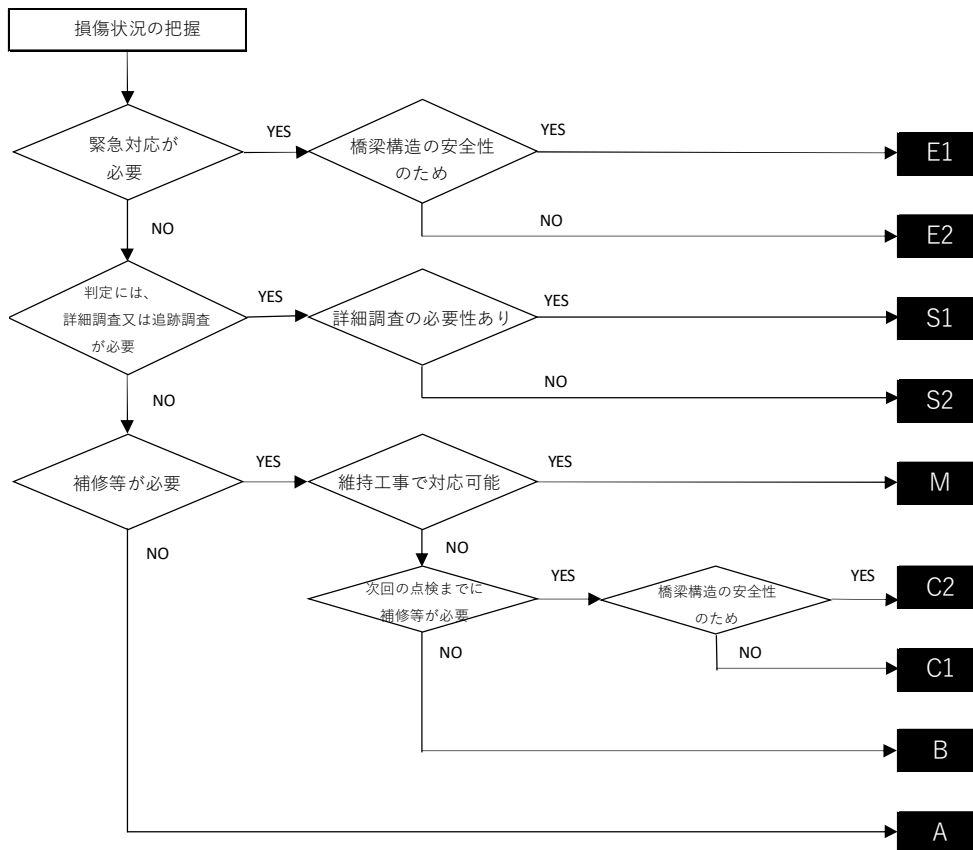 損傷状況の把握
緊急対応が
必要
YES
橋梁構造の安全性
のため
YES
E1
NO
NO
E2
判定には、
詳細調査又は追跡調査
が必要
YES
詳細調査の必要性あり
YES
S1
NO
NO
S2
補修等が必要
YES
維持工事で対応可能
YES
M
NO
NO
次回の点検までに
補修等が必要
YES
橋梁構造の安全性
のため
YES
C2
NO
NO
C1
B
A